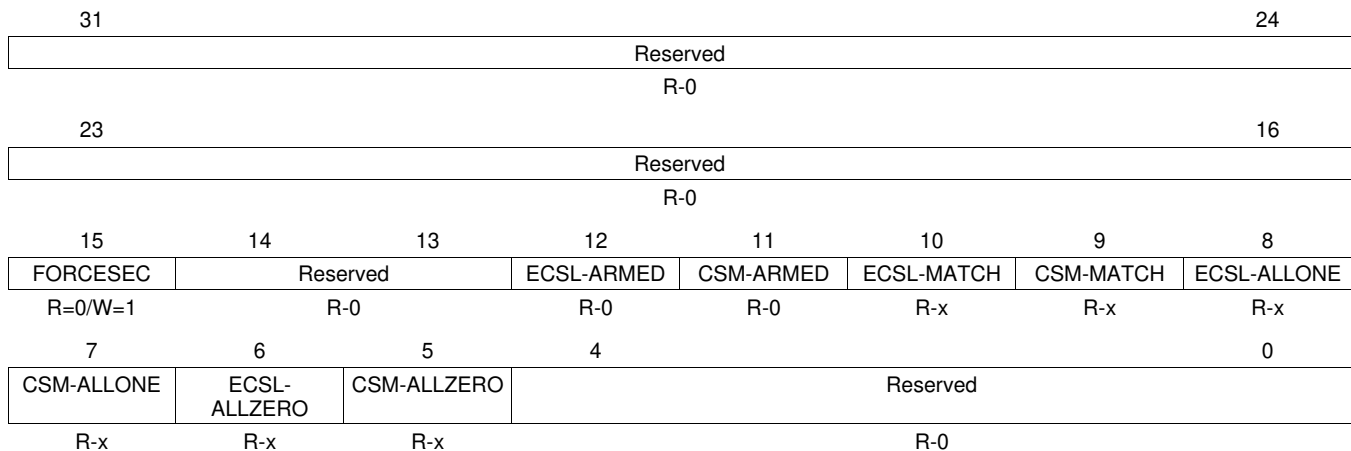 31 24
Reserved
R-0
23 16
Reserved
R-0
15 14 13 12 11 10 9 8
FORCESEC Reserved ECSL-ARMED CSM-ARMED ECSL-MATCH CSM-MATCH ECSL-ALLONE
R=0/W=1 R-0 R-0 R-0 R-x R-x R-x
7 6 5 4 0
CSM-ALLONE ECSL- CSM-ALLZERO Reserved
ALLZERO
R-x R-x R-x R-0